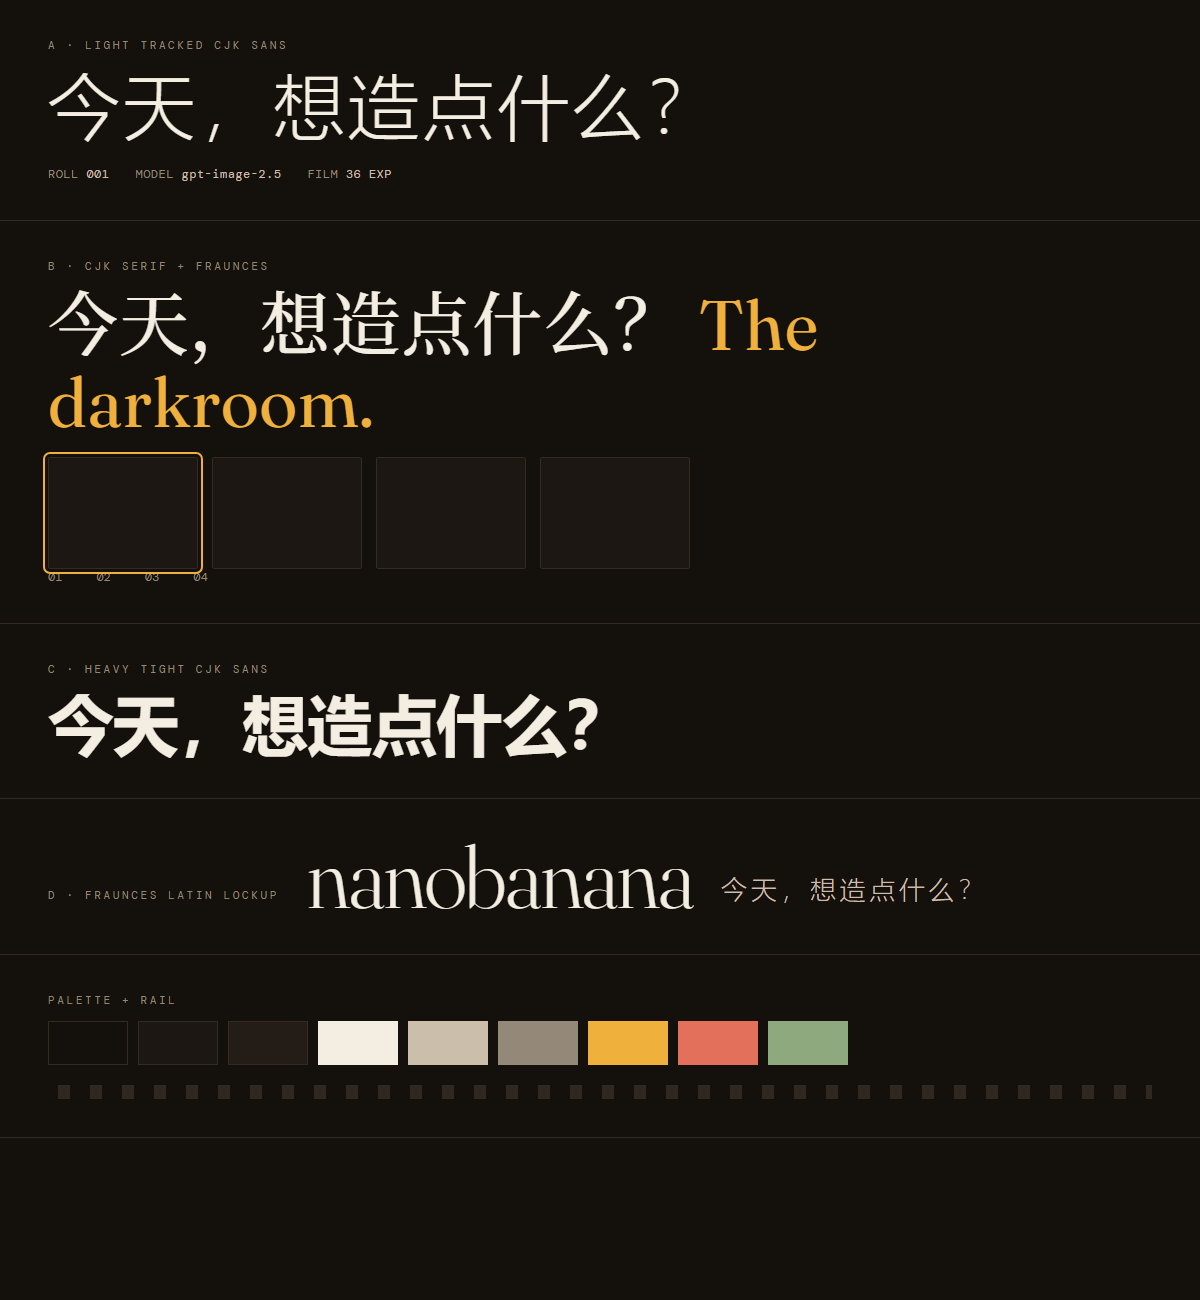 A · LIGHT TRACKED CJK SANS
今天，想造点什么？
ROLL 001 MODEL gpt-image-2.5 FILM 36 EXP
B · CJK SERIF + FRAUNCES
今天，想造点什么？ The
darkroom.
01 02 03 04
C · HEAVY TIGHT CJK SANS
今天，想造点什么？
D · FRAUNCES LATIN LOCKUP nanobanana 今天，想造点什么？
PALETTE + RAIL